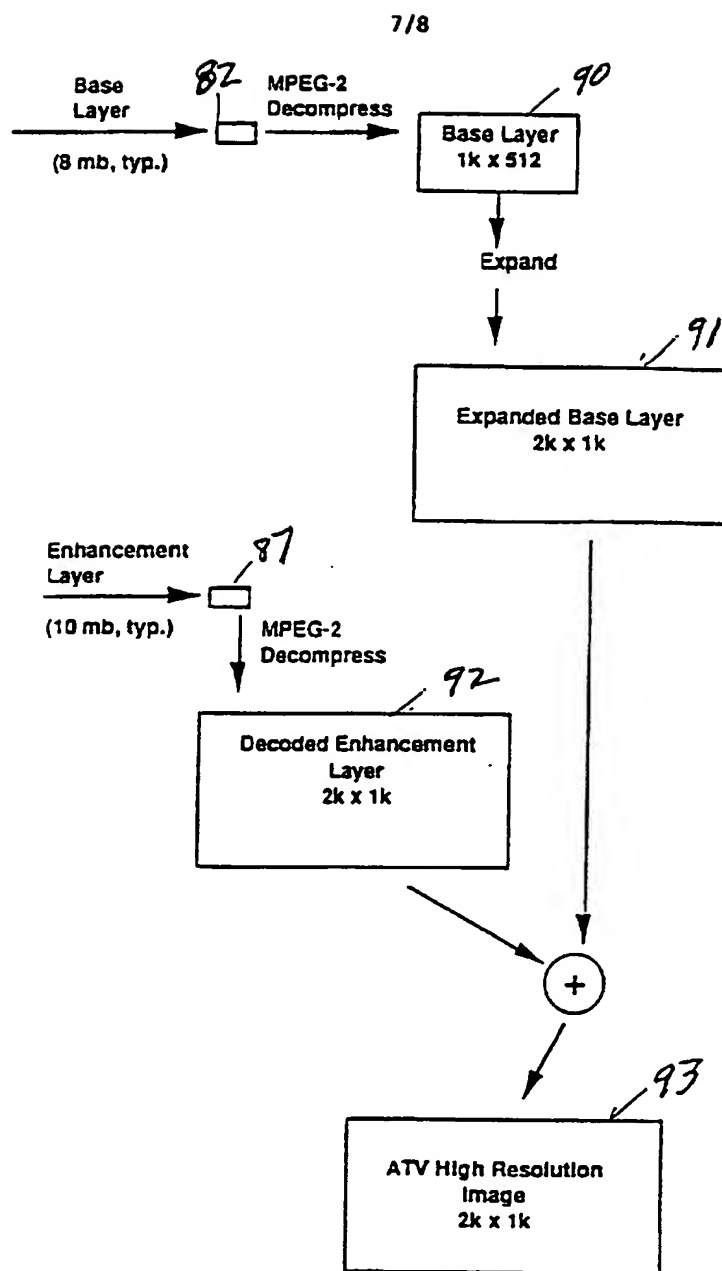 7/8
Base
Layer
(8 mb, typ.)
82
MPEG-2
Decompress
90
Base Layer
1k x 512
Expand
91
Expanded Base Layer
2k x 1k
Enhancement
Layer
(10 mb, typ.)
87
MPEG-2
Decompress
92
Decoded Enhancement
Layer
2k x 1k
+
93
ATV High Resolution
Image
2k x 1k